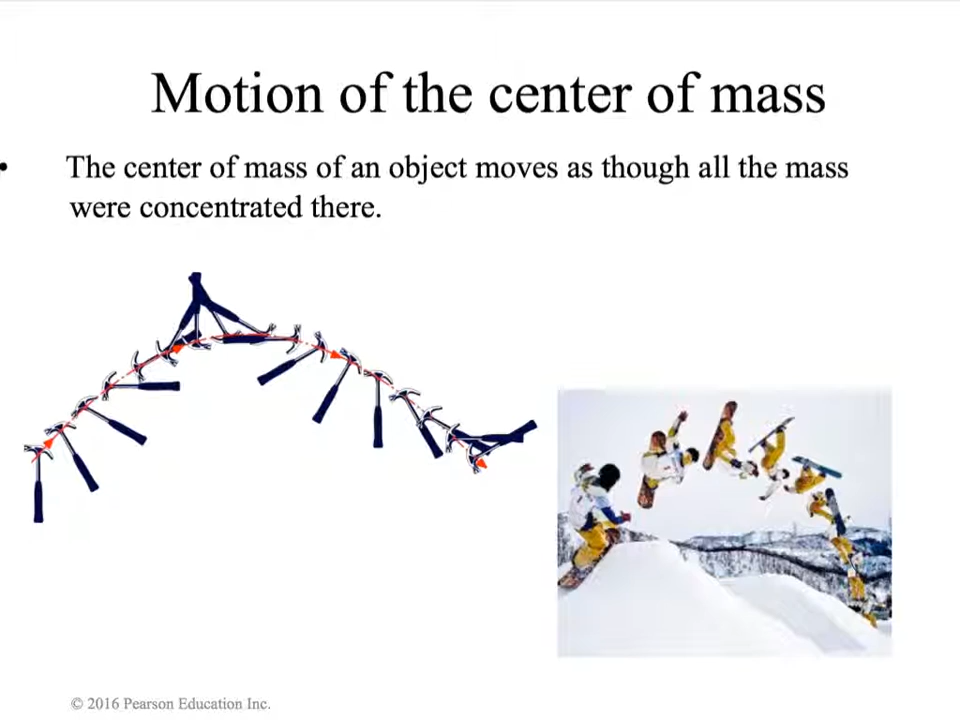 Motion of the center of mass
• The center of mass of an object moves as though all the mass
were concentrated there.
© 2016 Pearson Education Inc.